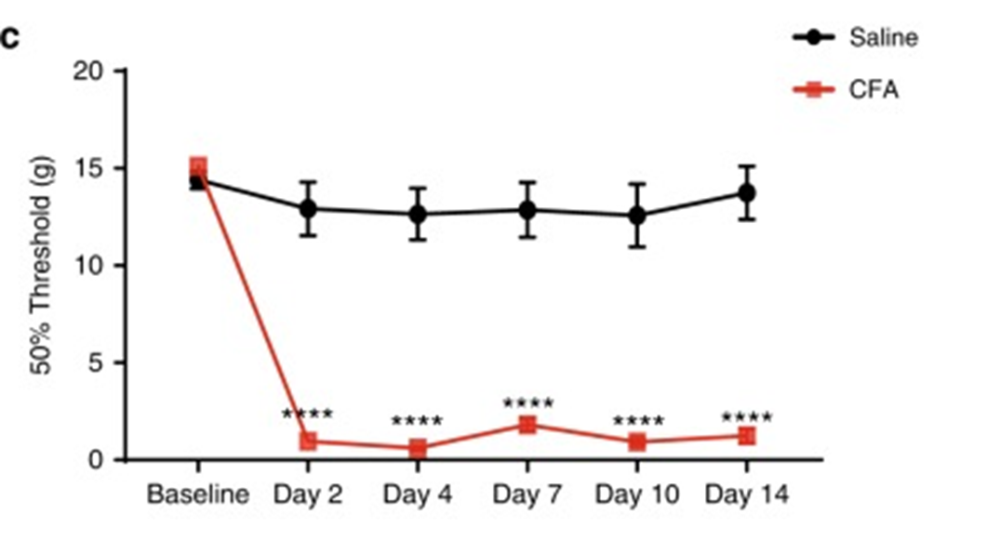 c
Saline
CFA
50% Threshold (g)
20
15
10
5
0
**** **** **** **** ****
Baseline Day 2 Day 4 Day 7 Day 10 Day 14